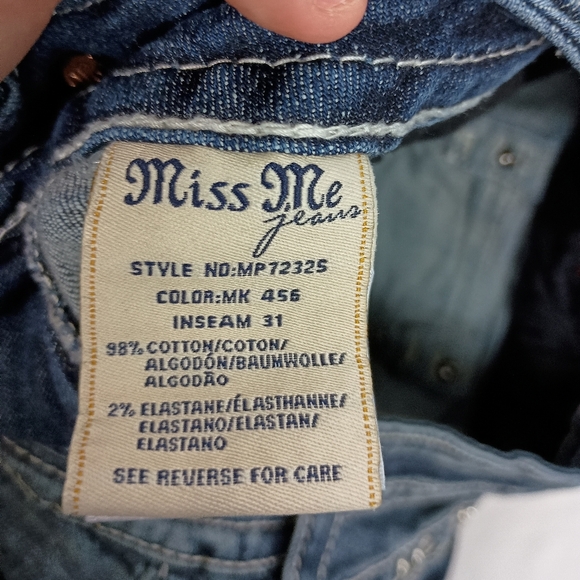 Miss Me
jeans
STYLE NO:MP7232S
COLOR:MK 456
INSEAM 31
98% COTTON/COTON/
ALGODÓN/BAUMWOLLE/
ALGODÃO
2% ELASTANE/ÉLASTHANNE/
ELASTANO/ELASTAN/
ELASTANO
SEE REVERSE FOR CARE